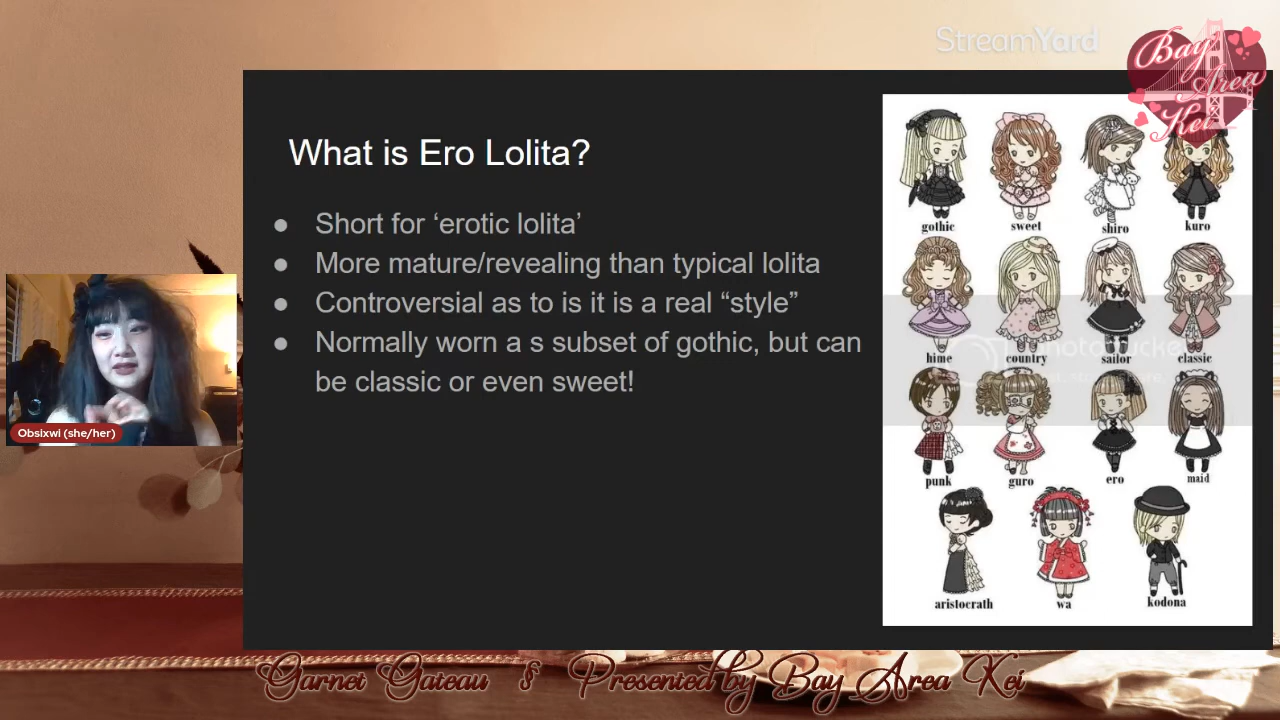 StreamYard
Bay
Area
Kei
What is Ero Lolita?
● Short for ‘erotic lolita’
● More mature/revealing than typical lolita
● Controversial as to is it is a real “style”
● Normally worn a s subset of gothic, but can
be classic or even sweet!
gothic sweet shiro kuro
hime country sailor classic
punk guro ero maid
aristocrath wa kodona
Obsixwi (she/her)
Garnet Gateau § Presented by Bay Area Kei